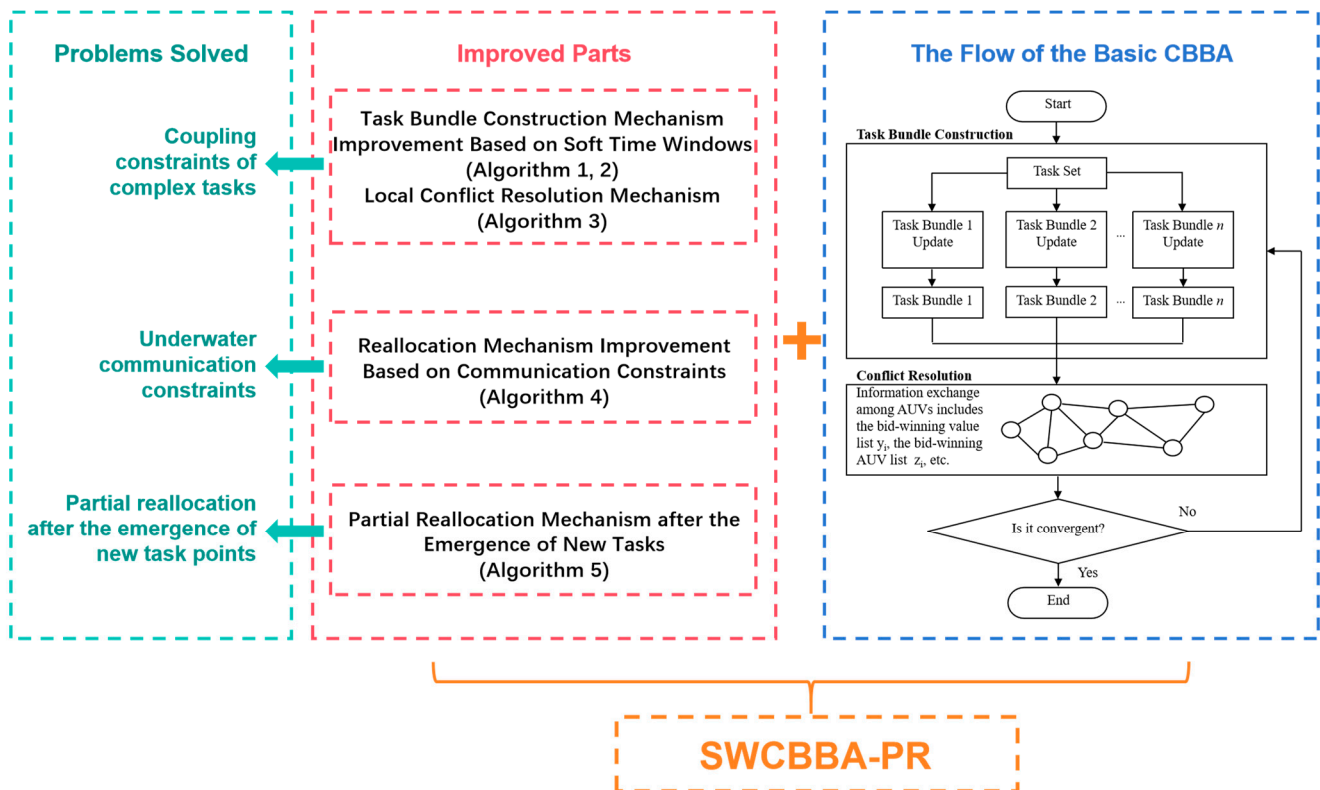 Problems Solved
Coupling
constraints of
complex tasks
Underwater
communication
constraints
Partial reallocation
after the emergence of
new task points
Improved Parts
Task Bundle Construction Mechanism
Improvement Based on Soft Time Windows
(Algorithm 1, 2)
Local Conflict Resolution Mechanism
(Algorithm 3)
Reallocation Mechanism Improvement
Based on Communication Constraints
(Algorithm 4)
Partial Reallocation Mechanism after the
Emergence of New Tasks
(Algorithm 5)
+
The Flow of the Basic CBBA
Start
Task Bundle Construction
Task Set
Task Bundle 1
Update
Task Bundle 2
Update
...
Task Bundle n
Update
Task Bundle 1
Task Bundle 2
...
Task Bundle n
Conflict Resolution
Information exchange
among AUVs includes
the bid-winning value
list yᵢ, the bid-winning
AUV list zᵢ, etc.
Is it convergent?
No
Yes
End
SWCBBA-PR